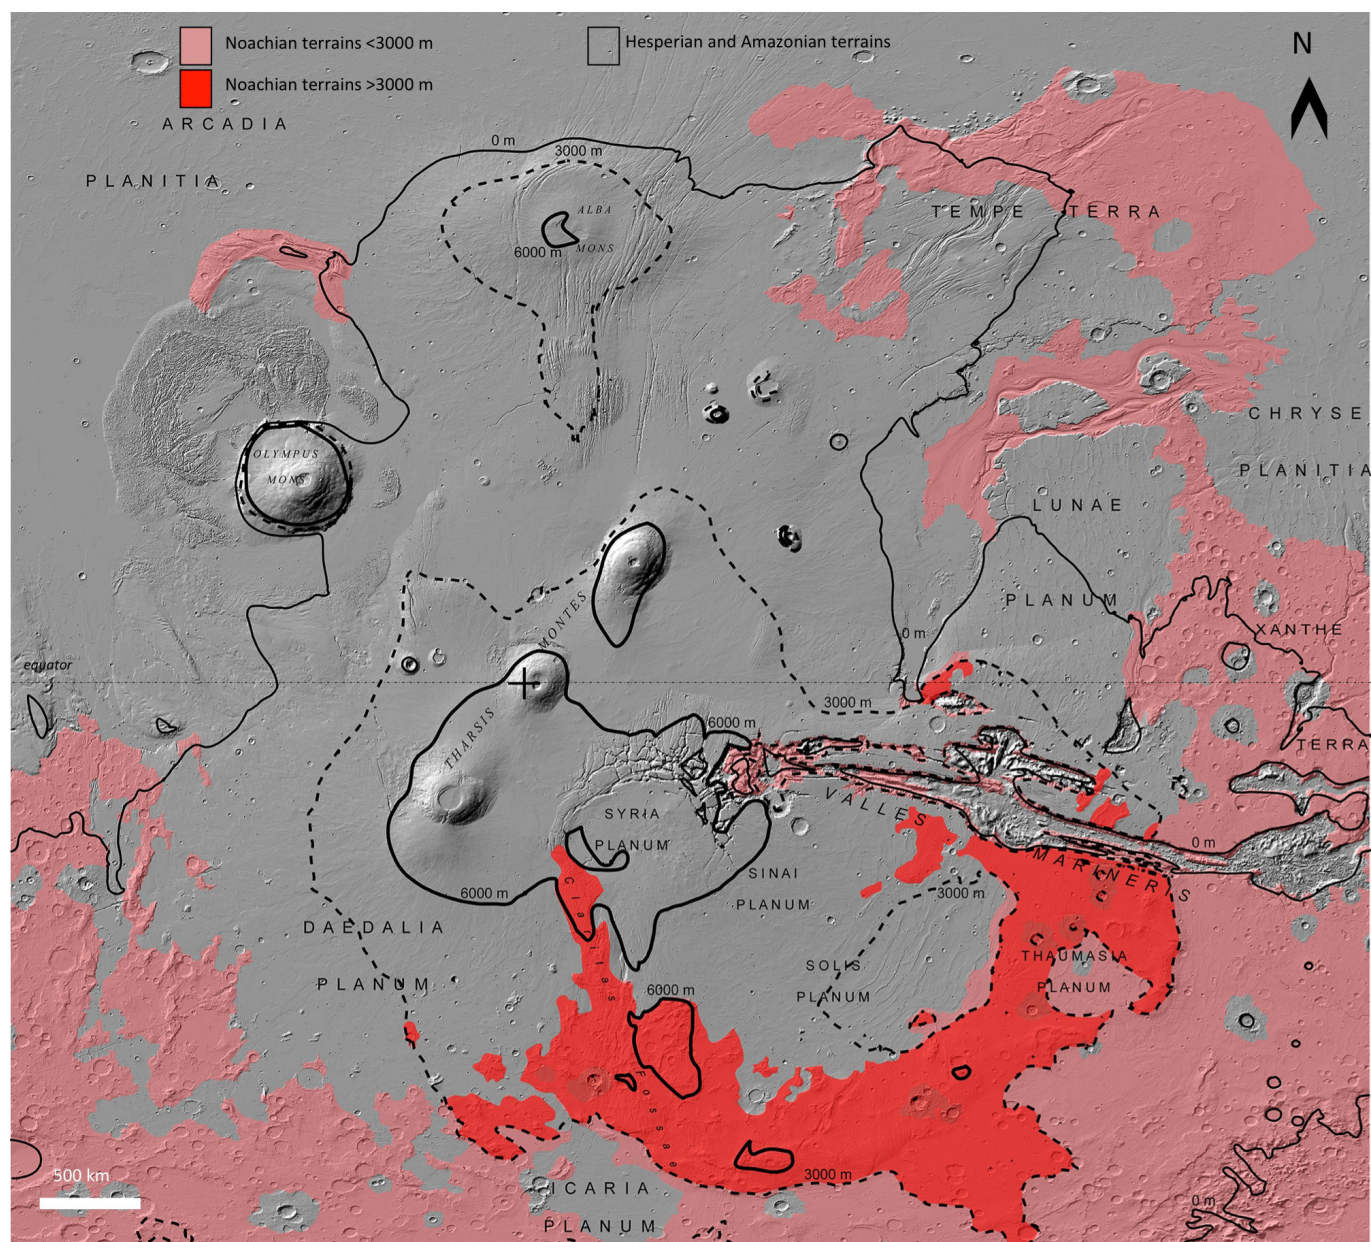 Noachian terrains <3000 m
Hesperian and Amazonian terrains
N
Noachian terrains >3000 m
ARCADIA
0 m
3000 m
PLANITIA
ALBA
TEMPE TERRA
MONS
6000 m
CHRYSE
OLYMPUS
PLANITIA
MONS
LUNAE
PLANUM
MONTES
0 m
XANTHE
equator
3000 m
6000 m
THARSIS
TERRA
VALLES
SYRIA
PLANUM
0 m
MARINERIS
SINAI
6000 m
3000 m
PLANUM
Claritas
DAEDALIA
THAUMASIA
SOLIS
PLANUM
PLANUM
6000 m
PLANUM
Fossae
500 km
3000 m
ICARIA
0 m
PLANUM